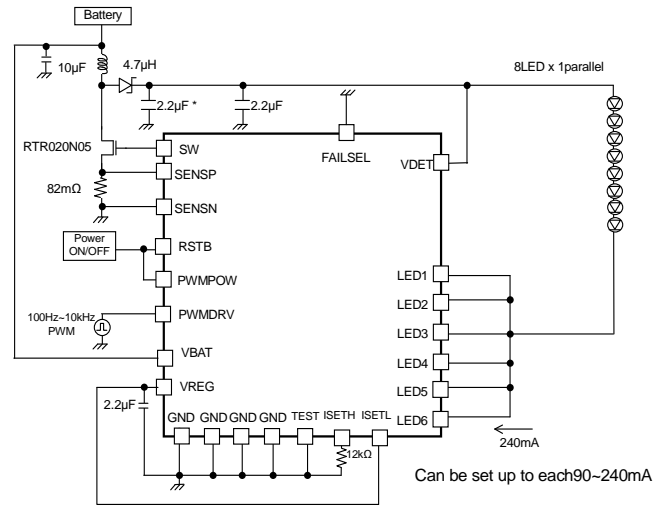 Battery
10μF
4.7μH
2.2μF *
2.2μF
8LED x 1parallel
RTR020N05
SW
FAILSEL
VDET
SENSP
82mΩ
SENSN
Power
ON/OFF
RSTB
PWMPOW
LED1
LED2
100Hz~10kHz
PWM
PWMDRV
LED3
VBAT
LED4
VREG
LED5
2.2μF
GND
GND
GND
GND
TEST
ISETH
ISETL
LED6
240mA
12kΩ
Can be set up to each90~240mA